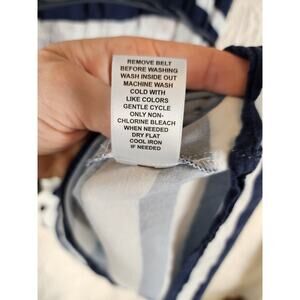 REMOVE BELT
BEFORE WASHING
WASH INSIDE OUT
MACHINE WASH
COLD WITH
LIKE COLORS
GENTLE CYCLE
ONLY NON-
CHLORINE BLEACH
WHEN NEEDED
DRY FLAT
COOL IRON
IF NEEDED